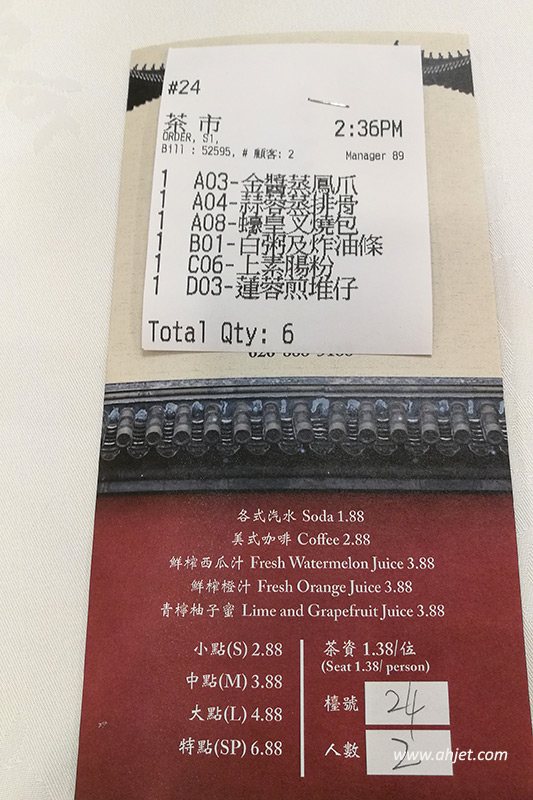 #24
茶 市
2:36PM
ORDER, S1,
Bill : 52595, # 顧客: 2
Manager 89
1 A03-金醬蒸鳳爪
1 A04-蒜蓉蒸排骨
1 A08-蠔皇叉燒包
1 B01-白粥及炸油條
1 C06-上素腸粉
1 D03-蓮蓉煎堆仔
Total Qty: 6
各式汽水 Soda 1.88
美式咖啡 Coffee 2.88
鮮榨西瓜汁 Fresh Watermelon Juice 3.88
鮮榨橙汁 Fresh Orange Juice 3.88
青檸柚子蜜 Lime and Grapefruit Juice 3.88
小點(S) 2.88
中點(M) 3.88
大點(L) 4.88
特點(SP) 6.88
茶資 1.38/位
(Seat 1.38/ person)
檯號 24
人數 2
www.ahjet.com